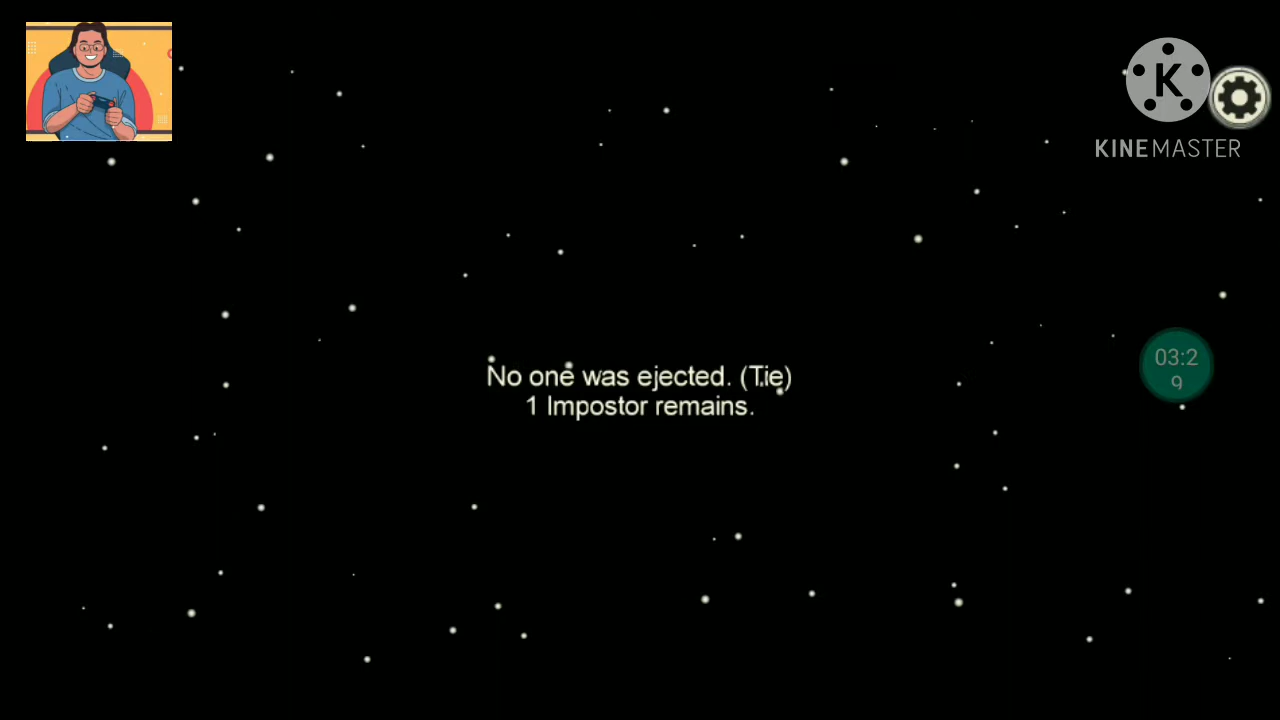 K
KINEMASTER
No one was ejected. (Tie)
1 Impostor remains.
03:2
9